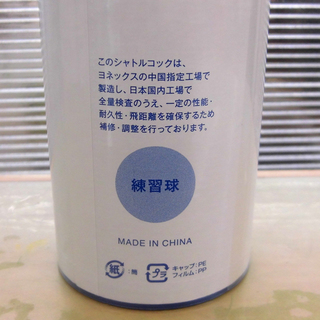 このシャトルコックは、
ヨネックスの中国指定工場で
製造し、日本国内工場で
全量検査のうえ、一定の性能・
耐久性・飛距離を確保するため
補修・調整を行っております。
練習球
MADE IN CHINA
紙 :筒 プラ キャップ:PE
フィルム:PP